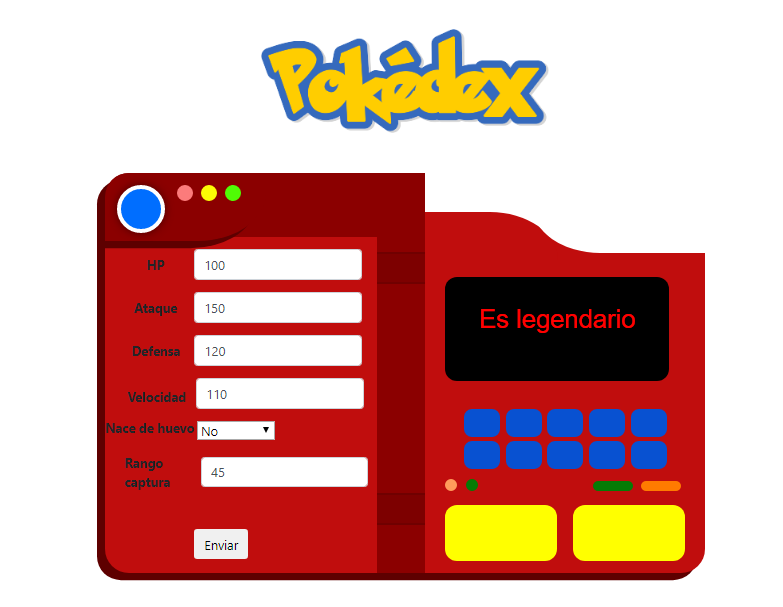 Pokédex
HP
100
Ataque
150
Defensa
120
Velocidad
110
Nace de huevo
No
Rango
captura
45
Enviar
Es legendario